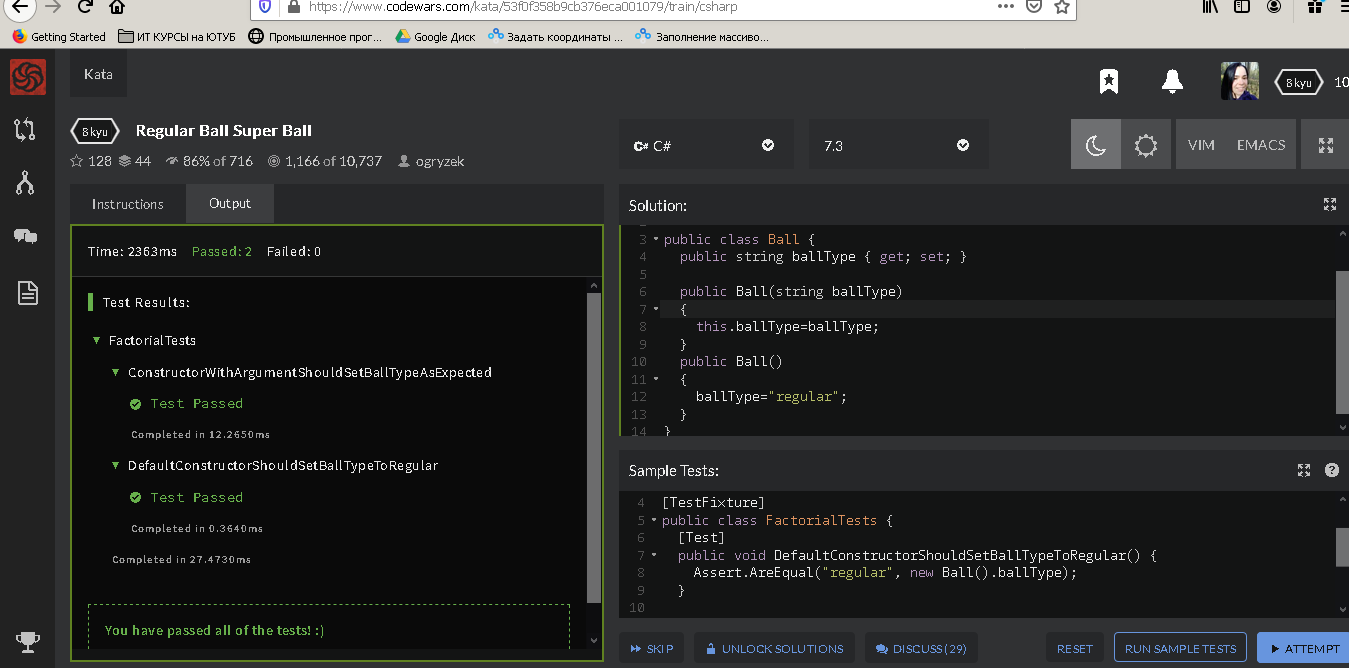 https://www.codewars.com/kata/53f0f358b9cb376eca001079/train/csharp
Getting Started ИТ КУРСЫ на ЮТУБ Промышленное прог... Google Диск Задать координаты ... Заполнение массиво...
Kata
8 kyu
10
8 kyu Regular Ball Super Ball
128 44 86% of 716 1,166 of 10,737 ogryzek
C# C#
7.3
VIM EMACS
Instructions Output
Time: 2363ms Passed: 2 Failed: 0
Test Results:
FactorialTests
ConstructorWithArgumentShouldSetBallTypeAsExpected
Test Passed
Completed in 12.2650ms
DefaultConstructorShouldSetBallTypeToRegular
Test Passed
Completed in 0.3640ms
Completed in 27.4730ms
You have passed all of the tests! :)
Solution:
3 public class Ball {
4 public string ballType { get; set; }
5
6 public Ball(string ballType)
7 {
8 this.ballType=ballType;
9 }
10 public Ball()
11 {
12 ballType="regular";
13 }
14 }
Sample Tests:
4 [TestFixture]
5 public class FactorialTests {
6 [Test]
7 public void DefaultConstructorShouldSetBallTypeToRegular() {
8 Assert.AreEqual("regular", new Ball().ballType);
9 }
10
SKIP UNLOCK SOLUTIONS DISCUSS (29) RESET RUN SAMPLE TESTS ATTEMPT